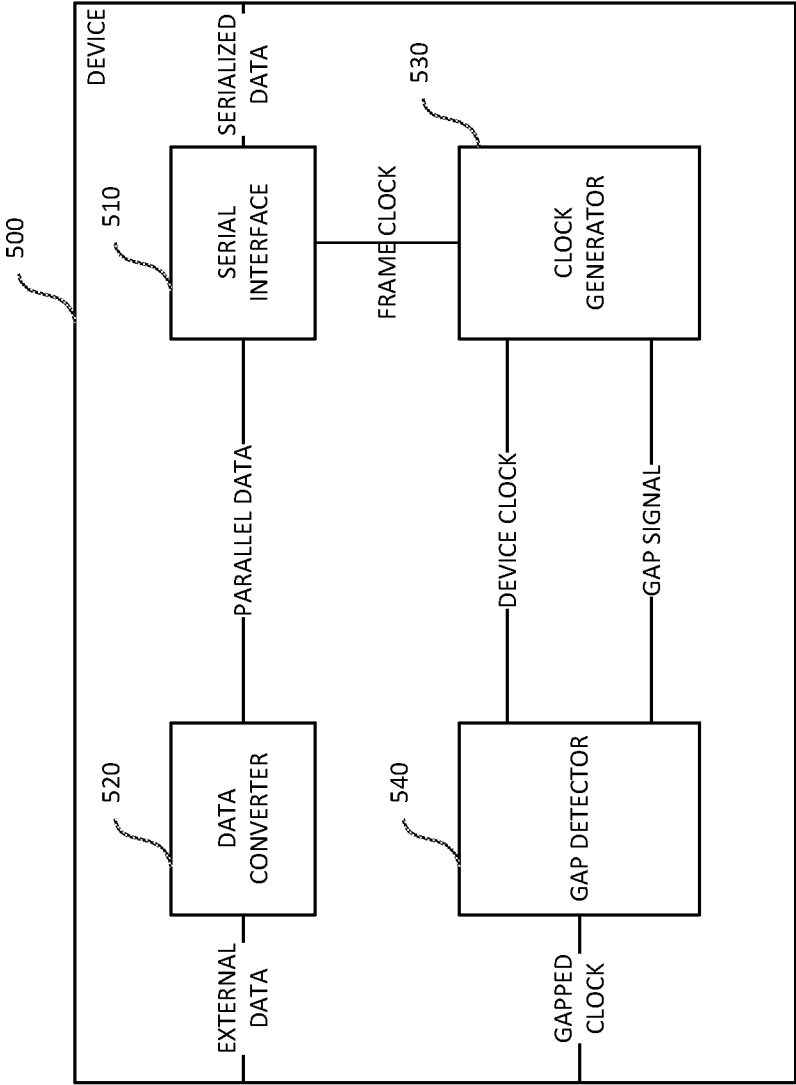 500
DEVICE
520
510
EXTERNAL
DATA
DATA
CONVERTER
PARALLEL DATA
SERIAL
INTERFACE
SERIALIZED
DATA
FRAME CLOCK
540
530
GAPPED
CLOCK
GAP DETECTOR
DEVICE CLOCK
GAP SIGNAL
CLOCK
GENERATOR